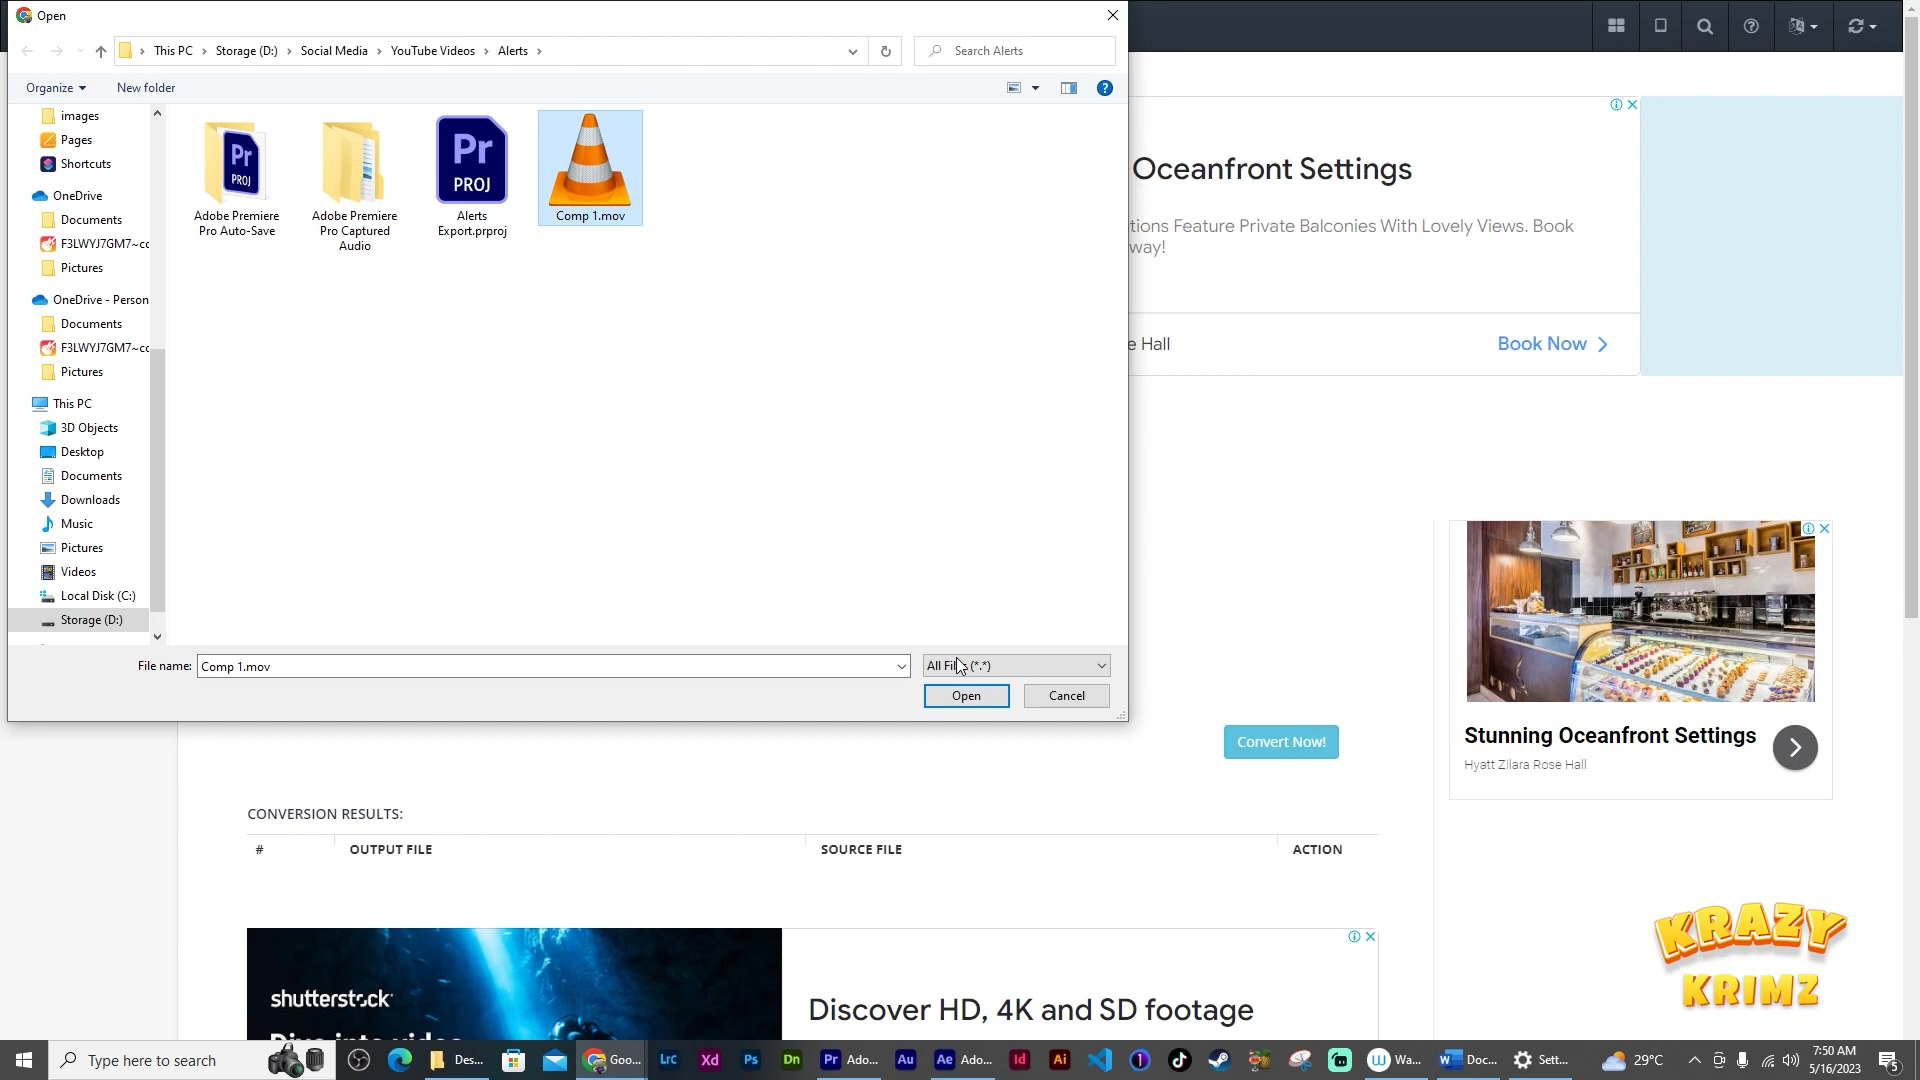 Open
This PC > Storage (D:) > Social Media > YouTube Videos > Alerts >
Search Alerts
Organize
New folder
images
Pages
Shortcuts
OneDrive
Documents
F3LWYJ7GM7~cc
Pictures
OneDrive - Person
Documents
F3LWYJ7GM7~cc
Pictures
This PC
3D Objects
Desktop
Documents
Downloads
Music
Pictures
Videos
Local Disk (C:)
Storage (D:)
Pr
PROJ
Adobe Premiere
Pro Auto-Save
Adobe Premiere
Pro Captured
Audio
Pr
PROJ
Alerts
Export.prproj
Comp 1.mov
File name:
Comp 1.mov
(*.*)
Open
Cancel
Oceanfront Settings
tions Feature Private Balconies With Lovely Views. Book
way!
e Hall
Book Now
Stunning Oceanfront Settings
Hyatt Zilara Rose Hall
Convert Now!
CONVERSION RESULTS:
#
OUTPUT FILE
SOURCE FILE
ACTION
shutterstock
Dive into video
Discover HD, 4K and SD footage
KRAZY
KRIMZ
Type here to search
Des...
Goo...
Lrc
Xd
Ps
Dn
Pr
Ado...
Au
Ae
Ado...
Id
Ai
Wa...
Doc...
Sett...
29°C
7:50 AM
5/16/2023
5